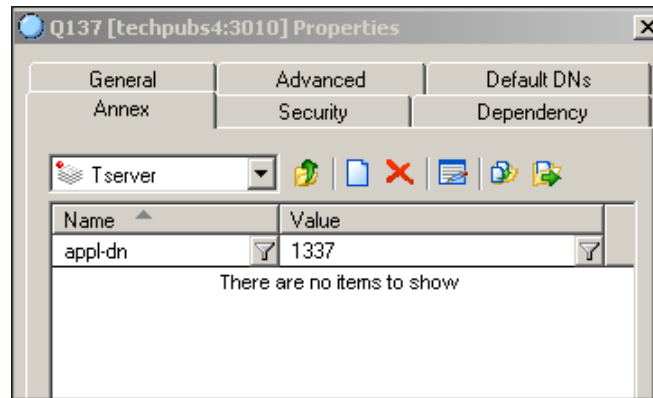 Q137 [techpubs4:3010] Properties
General Advanced Default DNs
Annex Security Dependency
Tserver
Name Value
appl-dn 1337
There are no items to show